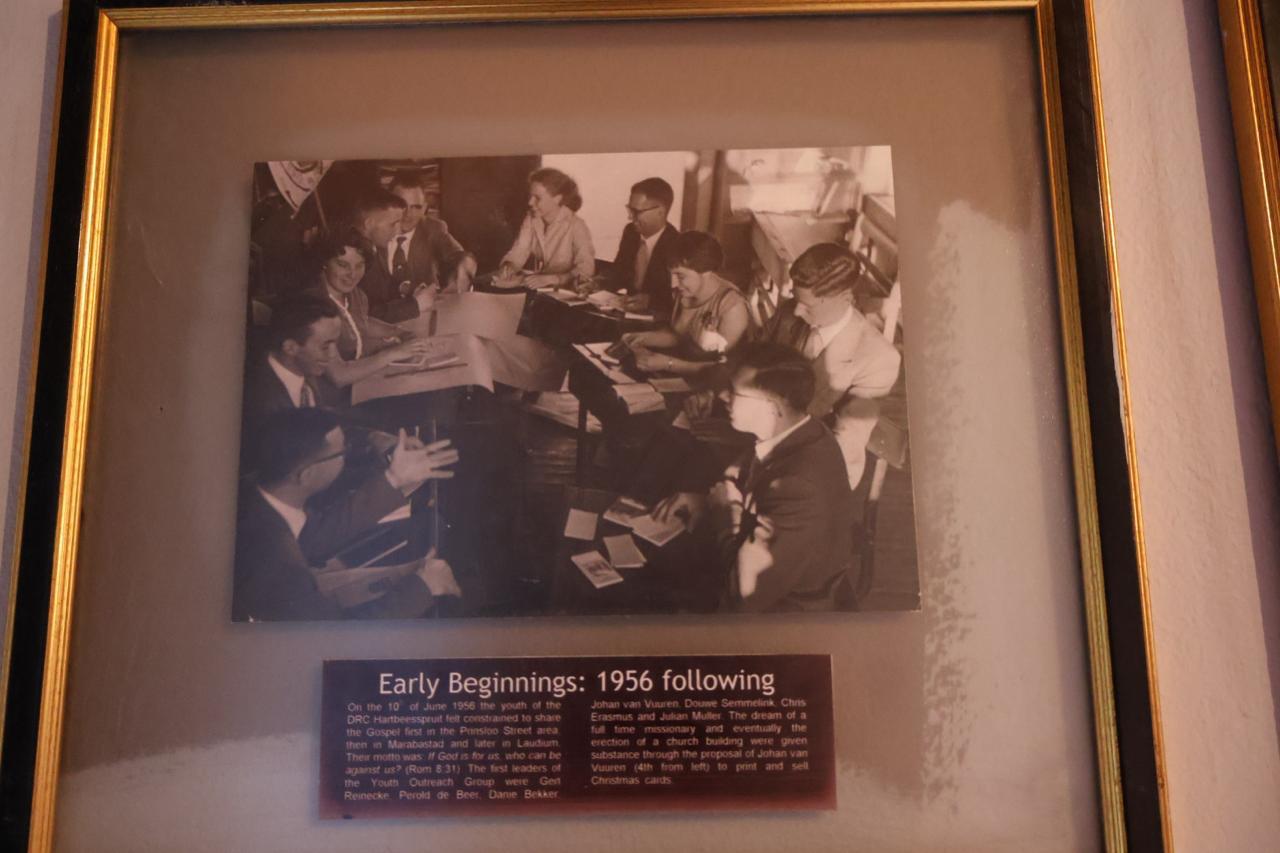 Early Beginnings: 1956 following
On the 10 of June 1956 the youth of the
DRC Hartbeesspruit felt constrained to share
the Gospel first in the Prinsloo Street area,
then in Marabastad and later in Laudium.
Their motto was: If God is for us, who can be
against us? (Rom 8:31) The first leaders of
the Youth Outreach Group were Gert
Reinecke, Perold de Beer, Danie Bekker,
Johan van Vuuren, Douwe Semmelink, Chris
Erasmus and Julian Muller. The dream of a
full time missionary and eventually the
erection of a church building were given
substance through the proposal of Johan van
Vuuren (4th from left) to print and sell
Christmas cards.